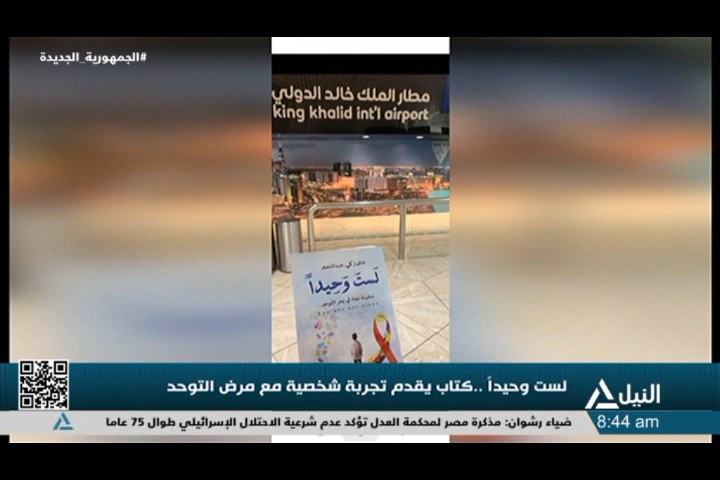 #الجمهورية_الجديدة
مطار الملك خالد الدولي
king khalid int'l airport
لست وحيداً
لست وحيداً ..كتاب يقدم تجربة شخصية مع مرض التوحد
النيل
ضياء رشوان: مذكرة مصر لمحكمة العدل تؤكد عدم شرعية الاحتلال الإسرائيلي طوال 75 عاما
8:44 am